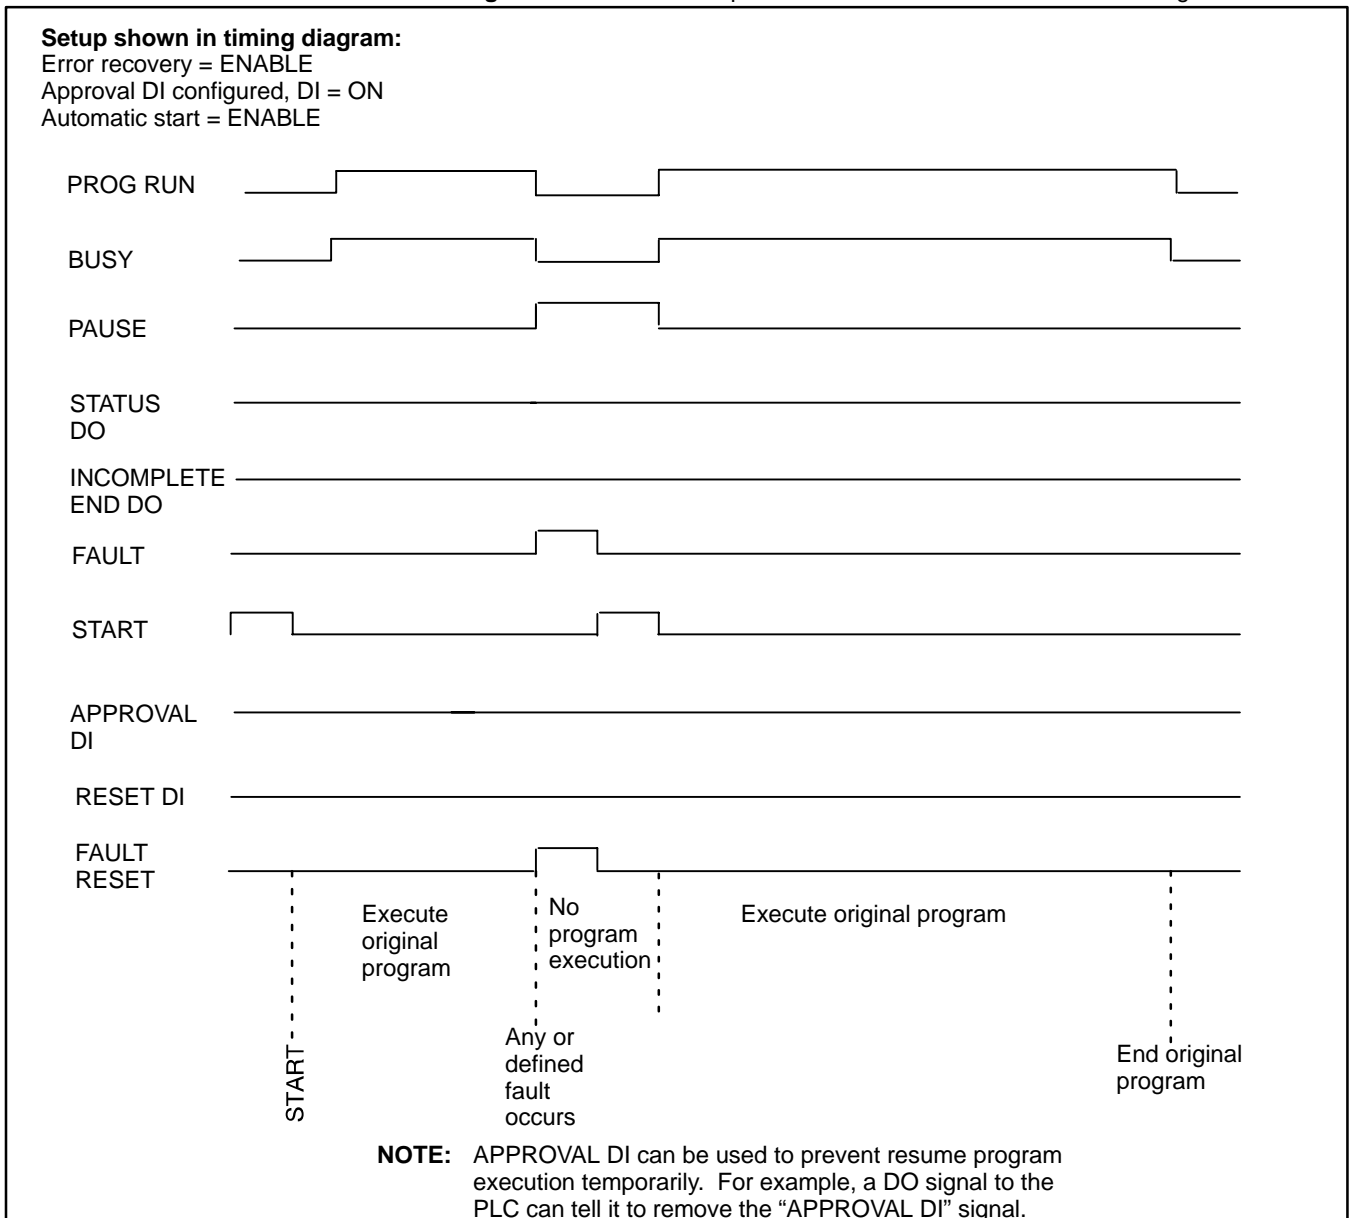 Setup shown in timing diagram:
Error recovery = ENABLE
Approval DI configured, DI = ON
Automatic start = ENABLE
PROG RUN
BUSY
PAUSE
STATUS
DO
INCOMPLETE
END DO
FAULT
START
APPROVAL
DI
RESET DI
FAULT
RESET
Execute
original
program
No
program
execution
Execute original program
START
Any or
defined
fault
occurs
End original
program
NOTE: APPROVAL DI can be used to prevent resume program
execution temporarily. For example, a DO signal to the
PLC can tell it to remove the “APPROVAL DI” signal.